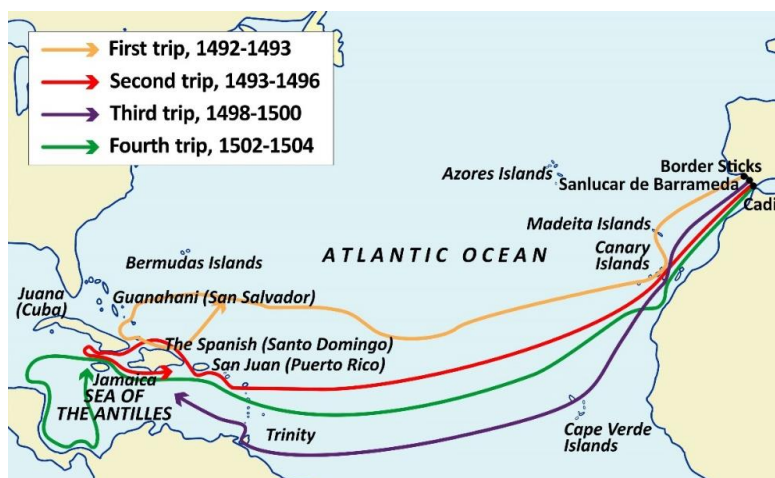 First trip, 1492-1493
Second trip, 1493-1496
Third trip, 1498-1500
Fourth trip, 1502-1504
Azores Islands
Border Sticks
Sanlucar de Barrameda
Cadi
Madeita Islands
Canary
Islands
ATLANTIC OCEAN
Bermudas Islands
Juana
(Cuba)
Guanahani (San Salvador)
The Spanish (Santo Domingo)
San Juan (Puerto Rico)
Jamaica
SEA OF
THE ANTILLES
Trinity
Cape Verde
Islands